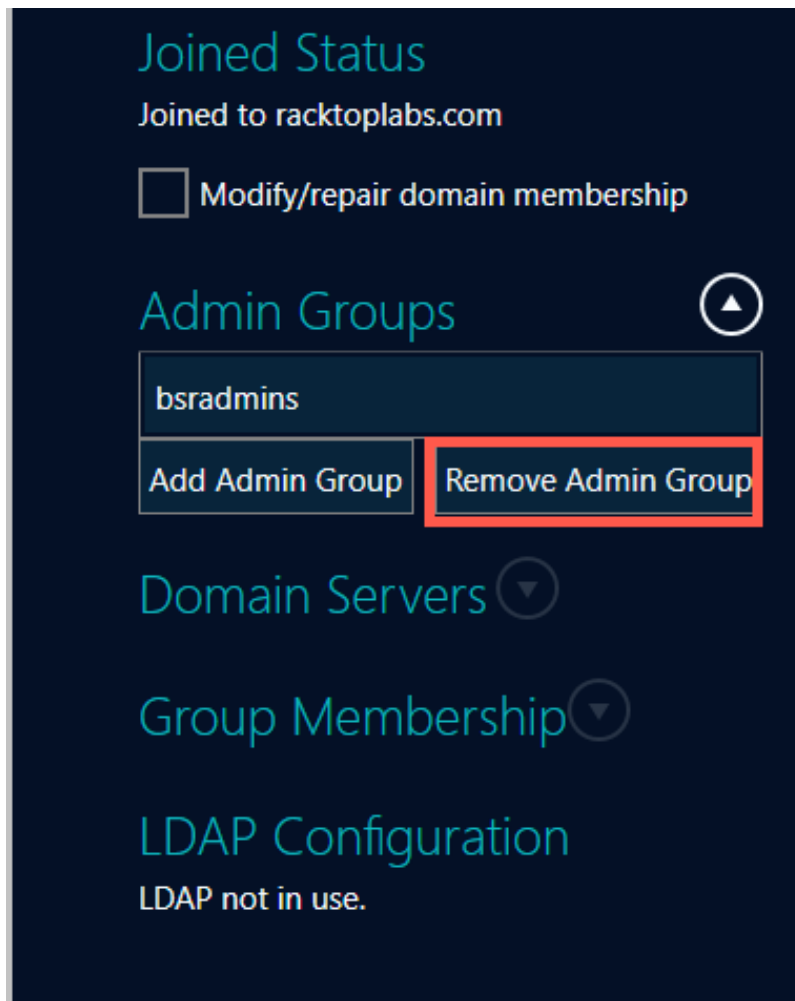 Joined Status
Joined to racktoplabs.com
Modify/repair domain membership
Admin Groups
bsradmins
Add Admin Group Remove Admin Group
Domain Servers
Group Membership
LDAP Configuration
LDAP not in use.